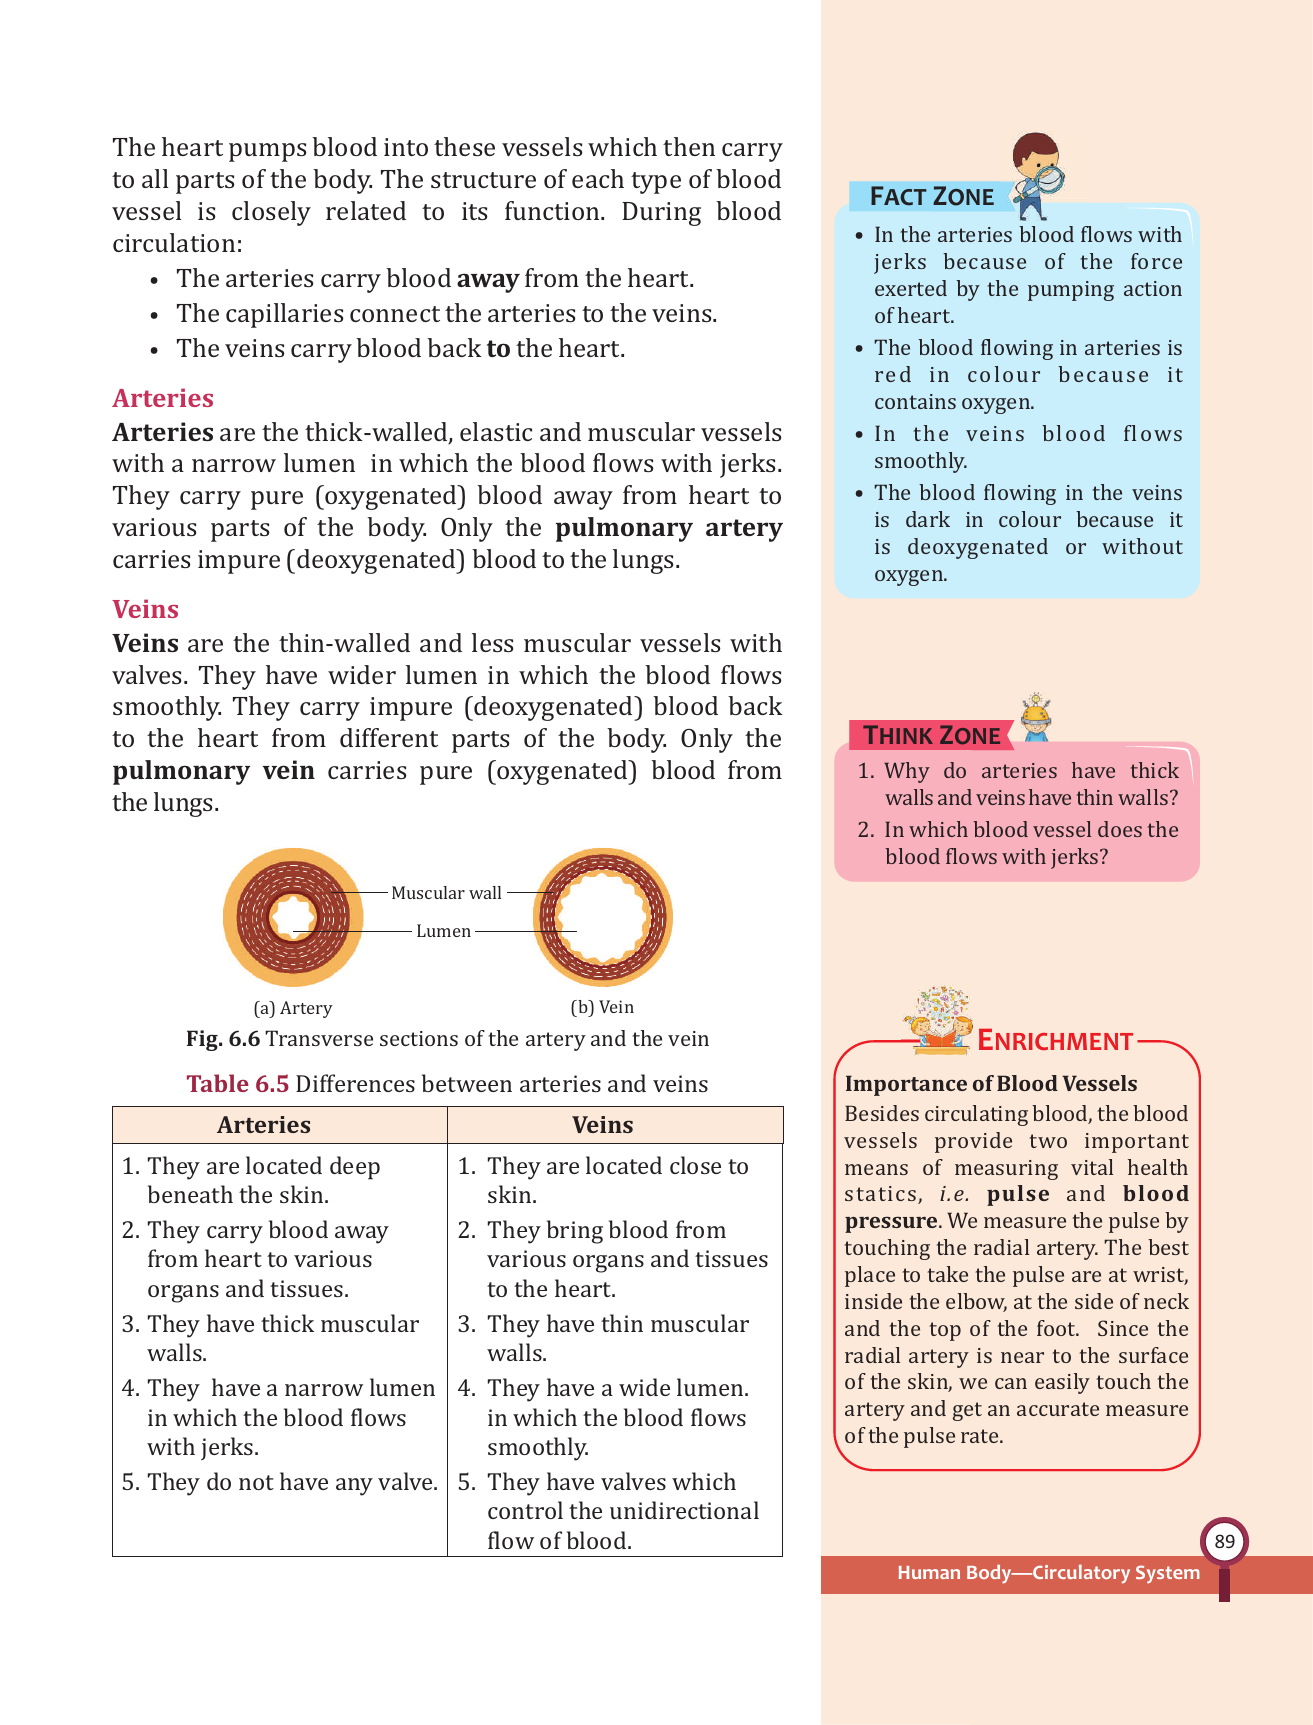 The heart pumps blood into these vessels which then carry
to all parts of the body. The structure of each type of blood
vessel is closely related to its function. During blood
circulation:
• The arteries carry blood away from the heart.
• The capillaries connect the arteries to the veins.
• The veins carry blood back to the heart.
Arteries
Arteries are the thick-walled, elastic and muscular vessels
with a narrow lumen in which the blood flows with jerks.
They carry pure (oxygenated) blood away from heart to
various parts of the body. Only the pulmonary artery
carries impure (deoxygenated) blood to the lungs.
Veins
Veins are the thin-walled and less muscular vessels with
valves. They have wider lumen in which the blood flows
smoothly. They carry impure (deoxygenated) blood back
to the heart from different parts of the body. Only the
pulmonary vein carries pure (oxygenated) blood from
the lungs.
Muscular wall
Lumen
(a) Artery
(b) Vein
Fig. 6.6 Transverse sections of the artery and the vein
Table 6.5 Differences between arteries and veins
Arteries
1. They are located deep
beneath the skin.
2. They carry blood away
from heart to various
organs and tissues.
3. They have thick muscular
walls.
4. They have a narrow lumen
in which the blood flows
with jerks.
5. They do not have any valve.
Veins
1. They are located close to
skin.
2. They bring blood from
various organs and tissues
to the heart.
3. They have thin muscular
walls.
4. They have a wide lumen.
in which the blood flows
smoothly.
5. They have valves which
control the unidirectional
flow of blood.
FACT ZONE
• In the arteries blood flows with
jerks because of the force
exerted by the pumping action
of heart.
• The blood flowing in arteries is
red in colour because it
contains oxygen.
• In the veins blood flows
smoothly.
• The blood flowing in the veins
is dark in colour because it
is deoxygenated or without
oxygen.
THINK ZONE
1. Why do arteries have thick
walls and veins have thin walls?
2. In which blood vessel does the
blood flows with jerks?
ENRICHMENT
Importance of Blood Vessels
Besides circulating blood, the blood
vessels provide two important
means of measuring vital health
statics, i.e. pulse and blood
pressure. We measure the pulse by
touching the radial artery. The best
place to take the pulse are at wrist,
inside the elbow, at the side of neck
and the top of the foot. Since the
radial artery is near to the surface
of the skin, we can easily touch the
artery and get an accurate measure
of the pulse rate.
89
Human Body—Circulatory System